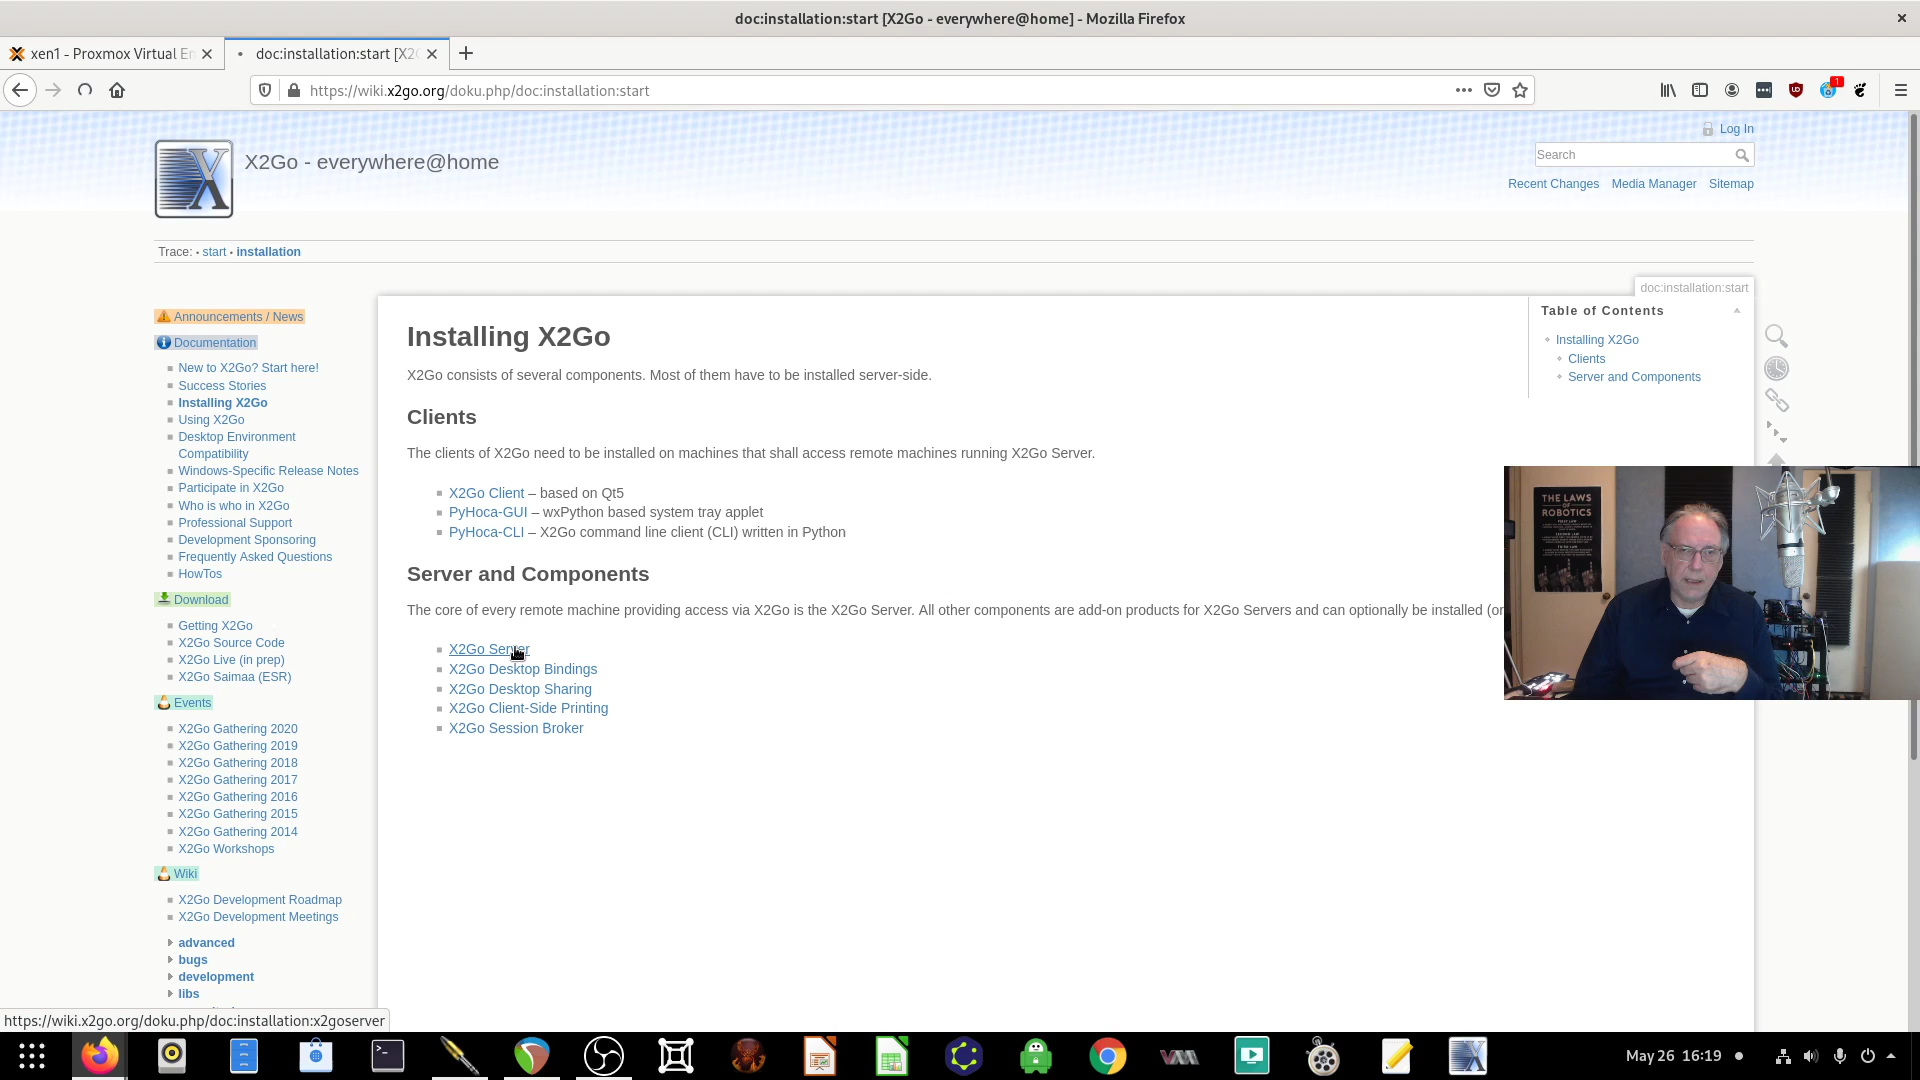 doc:installation:start [X2Go - everywhere@home] - Mozilla Firefox
xen1 - Proxmox Virtual En
doc:installation:start [X2G
https://wiki.x2go.org/doku.php/doc:installation:start
1
Log In
X2Go - everywhere@home
Search
Recent Changes Media Manager Sitemap
Trace: • start • installation
doc:installation:start
Announcements / News
Documentation
New to X2Go? Start here!
Success Stories
Installing X2Go
Using X2Go
Desktop Environment
Compatibility
Windows-Specific Release Notes
Participate in X2Go
Who is who in X2Go
Professional Support
Development Sponsoring
Frequently Asked Questions
HowTos
Download
Getting X2Go
X2Go Source Code
X2Go Live (in prep)
X2Go Saimaa (ESR)
Events
X2Go Gathering 2020
X2Go Gathering 2019
X2Go Gathering 2018
X2Go Gathering 2017
X2Go Gathering 2016
X2Go Gathering 2015
X2Go Gathering 2014
X2Go Workshops
Wiki
X2Go Development Roadmap
X2Go Development Meetings
advanced
bugs
development
libs
Installing X2Go
X2Go consists of several components. Most of them have to be installed server-side.
Clients
The clients of X2Go need to be installed on machines that shall access remote machines running X2Go Server.
X2Go Client – based on Qt5
PyHoca-GUI – wxPython based system tray applet
PyHoca-CLI – X2Go command line client (CLI) written in Python
Server and Components
The core of every remote machine providing access via X2Go is the X2Go Server. All other components are add-on products for X2Go Servers and can optionally be installed (or
X2Go Server
X2Go Desktop Bindings
X2Go Desktop Sharing
X2Go Client-Side Printing
X2Go Session Broker
Table of Contents
Installing X2Go
Clients
Server and Components
THE LAWS
OF
ROBOTICS
https://wiki.x2go.org/doku.php/doc:installation:x2goserver
May 26 16:19